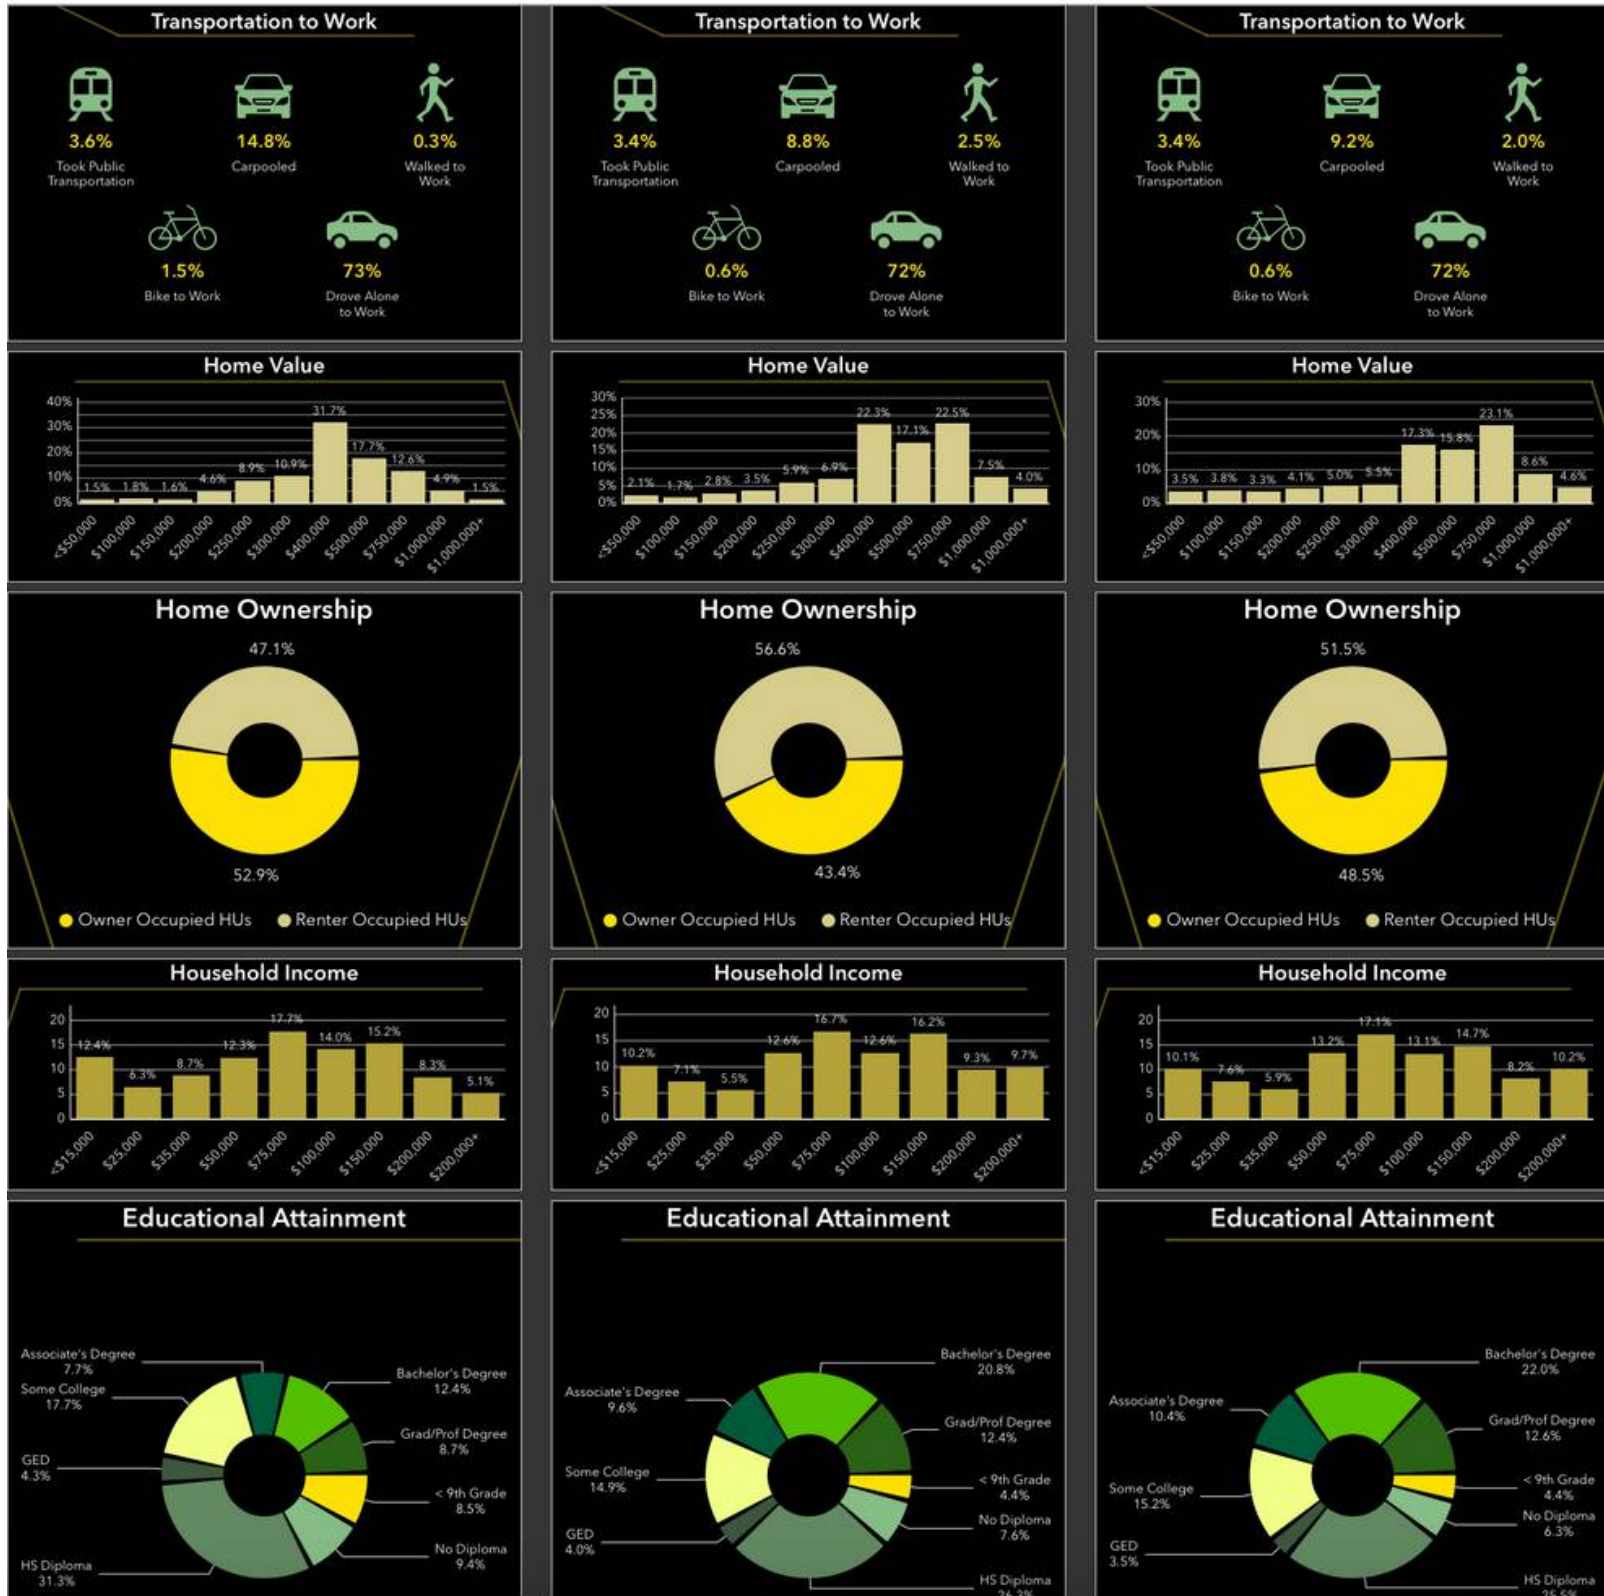 Transportation to Work
3.6%
14.8%
0.3%
Took Public
Transportation
Carpooled
Walked to
Work
1.5%
73%
Bike to Work
Drove Alone
to Work
Home Value
40%
30%
20%
10%
0%
1.5%
1.8%
1.6%
4.6%
8.9%
10.9%
31.7%
17.7%
12.6%
4.9%
1.5%
<$50,000
$100,000
$150,000
$200,000
$250,000
$300,000
$400,000
$500,000
$750,000
$1,000,000
$1,000,000+
Home Ownership
47.1%
52.9%
Owner Occupied HUs
Renter Occupied HUs
Household Income
20
15
10
5
0
12.4%
6.3%
8.7%
12.3%
17.7%
14.0%
15.2%
8.3%
5.1%
<$15,000
$25,000
$35,000
$50,000
$75,000
$100,000
$150,000
$200,000
$200,000+
Educational Attainment
Associate's Degree
7.7%
Bachelor's Degree
12.4%
Some College
17.7%
Grad/Prof Degree
8.7%
GED
4.3%
< 9th Grade
8.5%
No Diploma
9.4%
HS Diploma
31.3%
Transportation to Work
3.4%
8.8%
2.5%
Took Public
Transportation
Carpooled
Walked to
Work
0.6%
72%
Bike to Work
Drove Alone
to Work
Home Value
30%
25%
20%
15%
10%
5%
0%
2.1%
1.7%
2.8%
3.5%
5.9%
6.9%
22.3%
17.1%
22.5%
7.5%
4.0%
<$50,000
$100,000
$150,000
$200,000
$250,000
$300,000
$400,000
$500,000
$750,000
$1,000,000
$1,000,000+
Home Ownership
56.6%
43.4%
Owner Occupied HUs
Renter Occupied HUs
Household Income
20
15
10
5
0
10.2%
7.1%
5.5%
12.6%
16.7%
12.6%
16.2%
9.3%
9.7%
<$15,000
$25,000
$35,000
$50,000
$75,000
$100,000
$150,000
$200,000
$200,000+
Educational Attainment
Bachelor's Degree
20.8%
Associate's Degree
9.6%
Grad/Prof Degree
12.4%
Some College
14.9%
< 9th Grade
4.4%
No Diploma
7.6%
GED
4.0%
HS Diploma
Transportation to Work
3.4%
9.2%
2.0%
Took Public
Transportation
Carpooled
Walked to
Work
0.6%
72%
Bike to Work
Drove Alone
to Work
Home Value
30%
20%
10%
0%
3.5%
3.8%
3.3%
4.1%
5.0%
5.5%
17.3%
15.8%
23.1%
8.6%
4.6%
<$50,000
$100,000
$150,000
$200,000
$250,000
$300,000
$400,000
$500,000
$750,000
$1,000,000
$1,000,000+
Home Ownership
51.5%
48.5%
Owner Occupied HUs
Renter Occupied HUs
Household Income
20
15
10
5
0
10.1%
7.6%
5.9%
13.2%
17.1%
13.1%
14.7%
8.2%
10.2%
<$15,000
$25,000
$35,000
$50,000
$75,000
$100,000
$150,000
$200,000
$200,000+
Educational Attainment
Bachelor's Degree
22.0%
Associate's Degree
10.4%
Grad/Prof Degree
12.6%
Some College
15.2%
< 9th Grade
4.4%
No Diploma
6.3%
GED
3.5%
HS Diploma